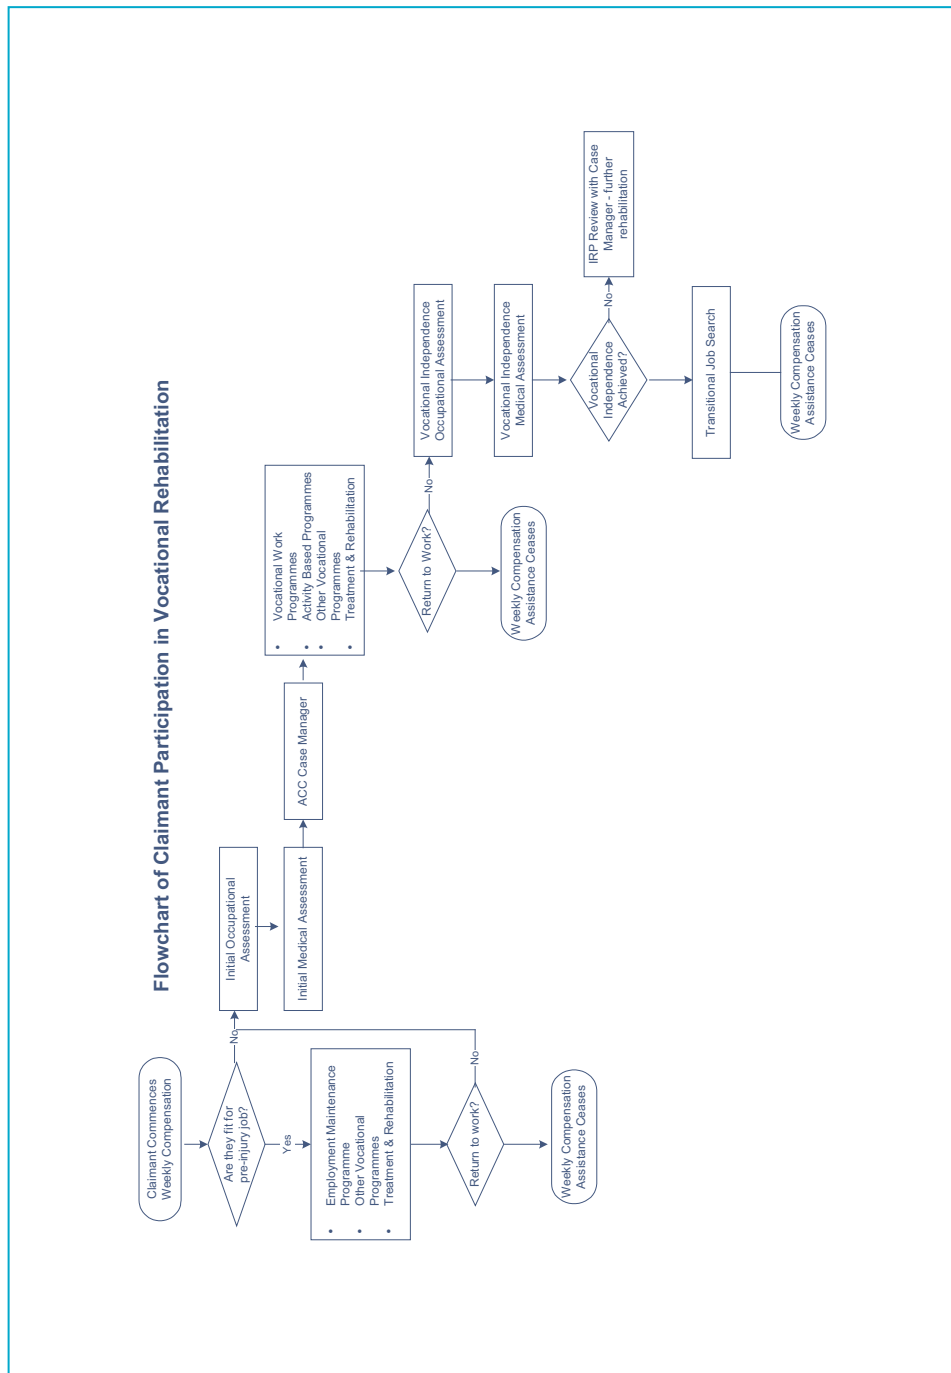 Flowchart of Claimant Participation in Vocational Rehabilitation
Claimant Commences
Weekly Compensation
Are they fit for
pre-injury job?
No
Yes
• Employment Maintenance
Programme
• Other Vocational
Programmes
• Treatment & Rehabilitation
Return to work?
No
Weekly Compensation
Assistance Ceases
Initial Occupational
Assessment
Initial Medical Assessment
ACC Case Manager
• Vocational Work
Programmes
• Activity Based Programmes
• Other Vocational
Programmes
• Treatment & Rehabilitation
Return to Work?
No
Weekly Compensation
Assistance Ceases
Vocational Independence
Occupational Assessment
Vocational Independence
Medical Assessment
Vocational
Independence
Achieved?
No
IRP Review with Case
Manager - further
rehabilitation
Transitional Job Search
Weekly Compensation
Assistance Ceases